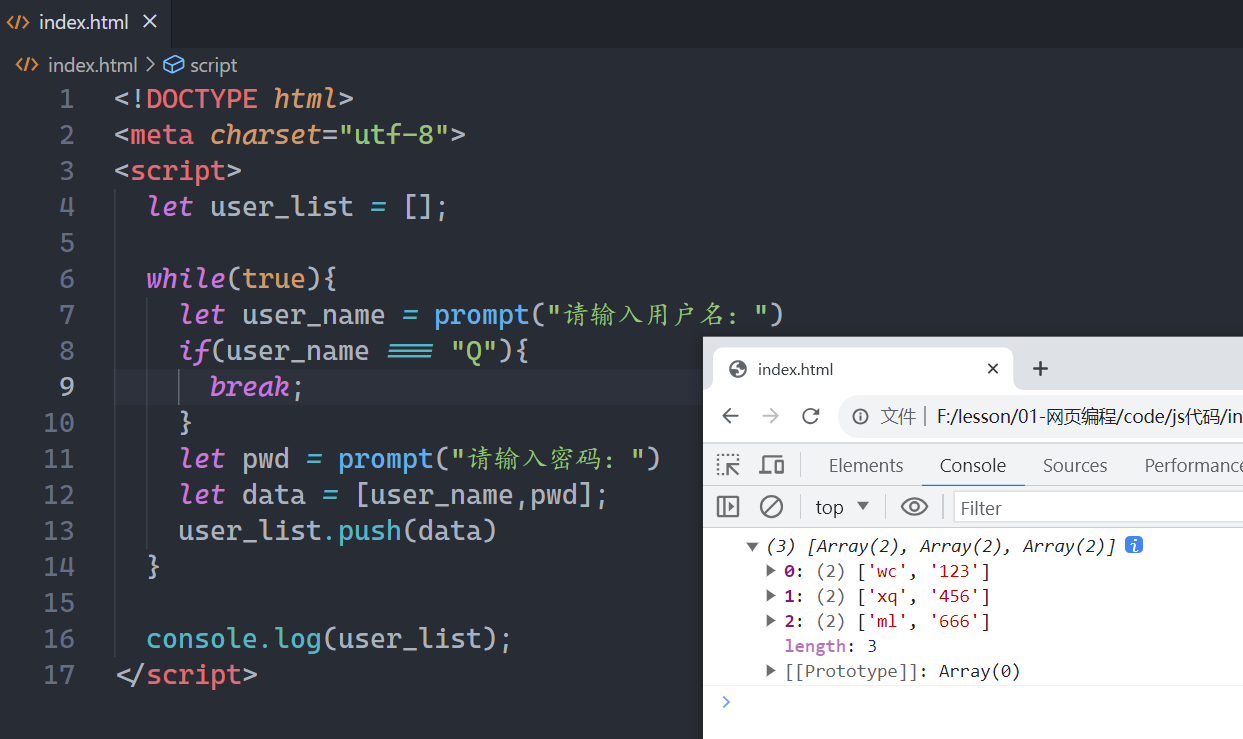 index.html
index.html > script
1 <!DOCTYPE html>
2 <meta charset="utf-8">
3 <script>
4 let user_list = [];
5
6 while(true){
7 let user_name = prompt("请输入用户名: ")
8 if(user_name === "Q"){
9 break;
10 }
11 let pwd = prompt("请输入密码: ")
12 let data = [user_name,pwd];
13 user_list.push(data)
14 }
15
16 console.log(user_list);
17 </script>
index.html
文件 | F:/lesson/01-网页编程/code/js代码/in
Elements Console Sources Performance
top Filter
(3) [Array(2), Array(2), Array(2)]
0: (2) ['wc', '123']
1: (2) ['xq', '456']
2: (2) ['ml', '666']
length: 3
[[Prototype]]: Array(0)